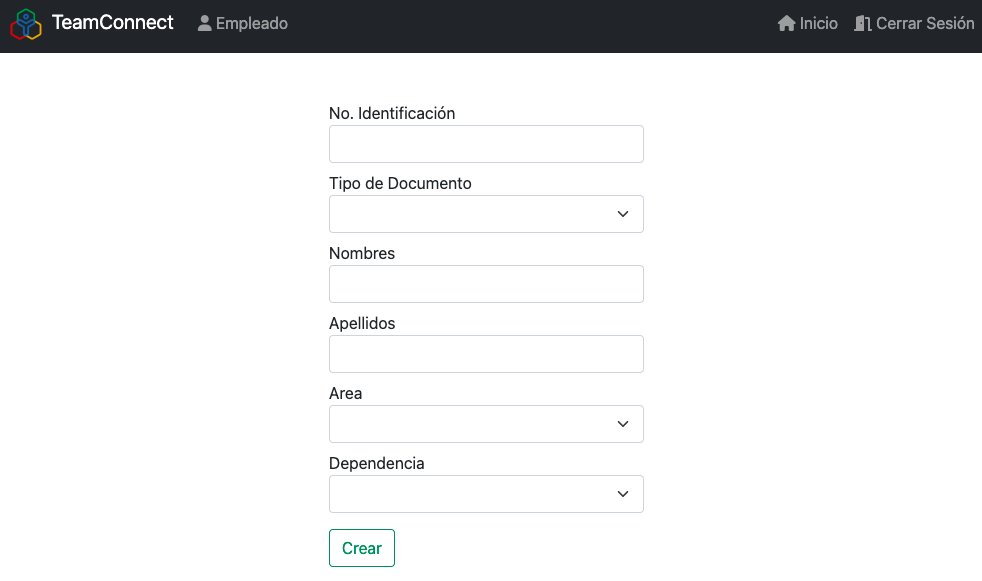 TeamConnect Empleado Inicio Cerrar Sesión
No. Identificación
Tipo de Documento
Nombres
Apellidos
Area
Dependencia
Crear